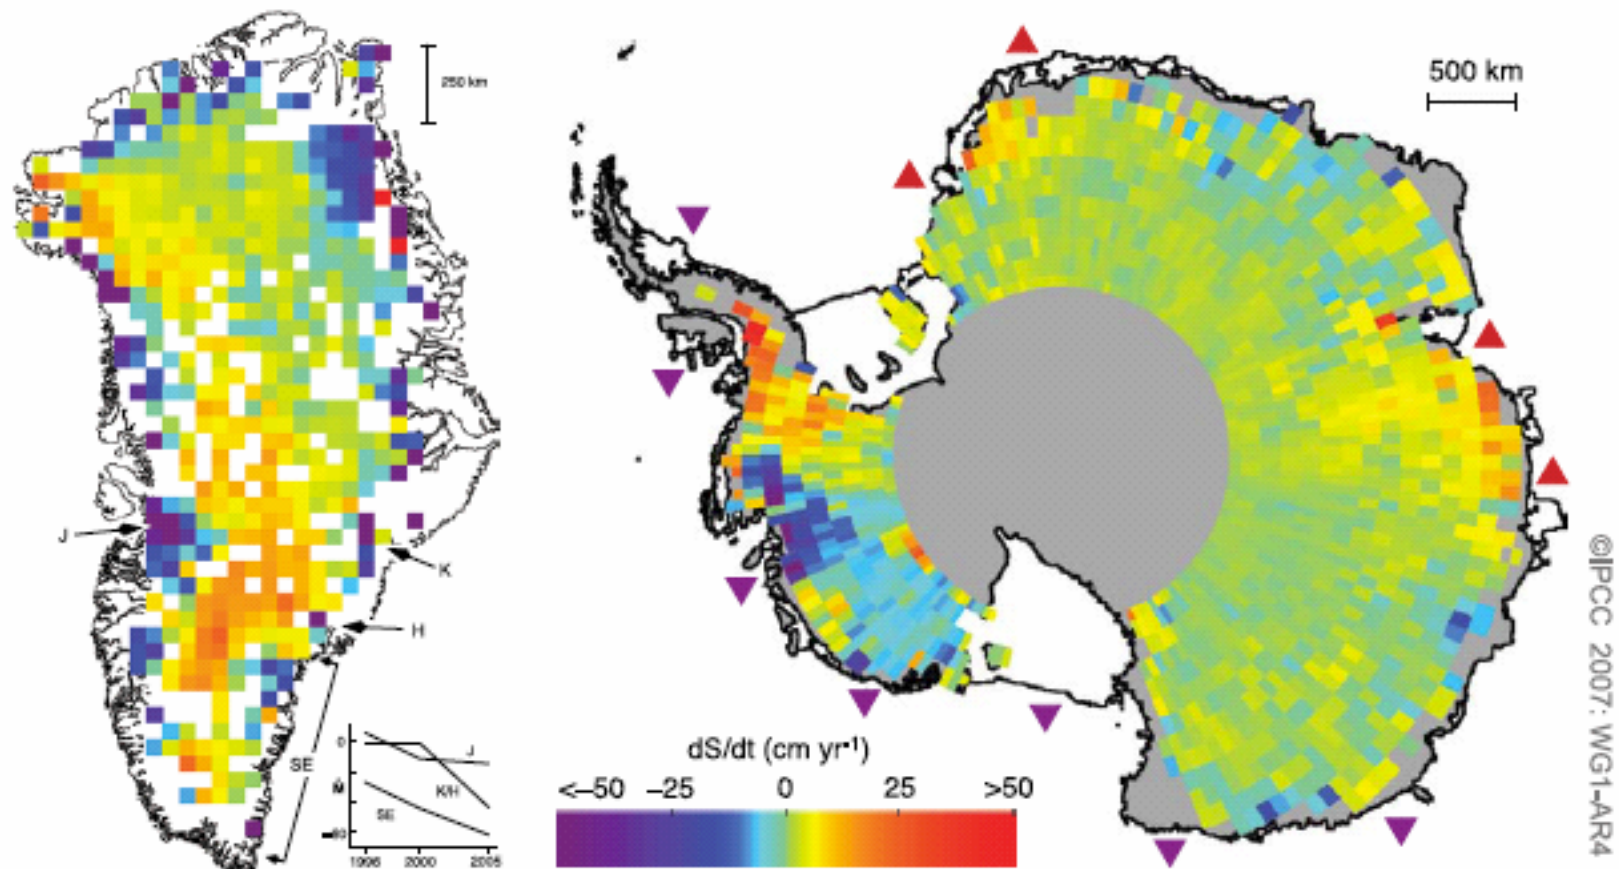 250 km
500 km
J
K
H
SE
0
J
K/H
SE
1996 2000 2005
dS/dt (cm yr⁻¹)
<–50 –25 0 25 >50
©IPCC 2007: WG1-AR4